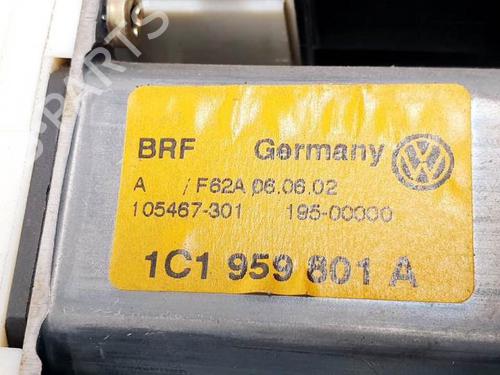 BRF Germany
A / F62A 06.06.02
105467-301 195-00000
1C1 959 801 A